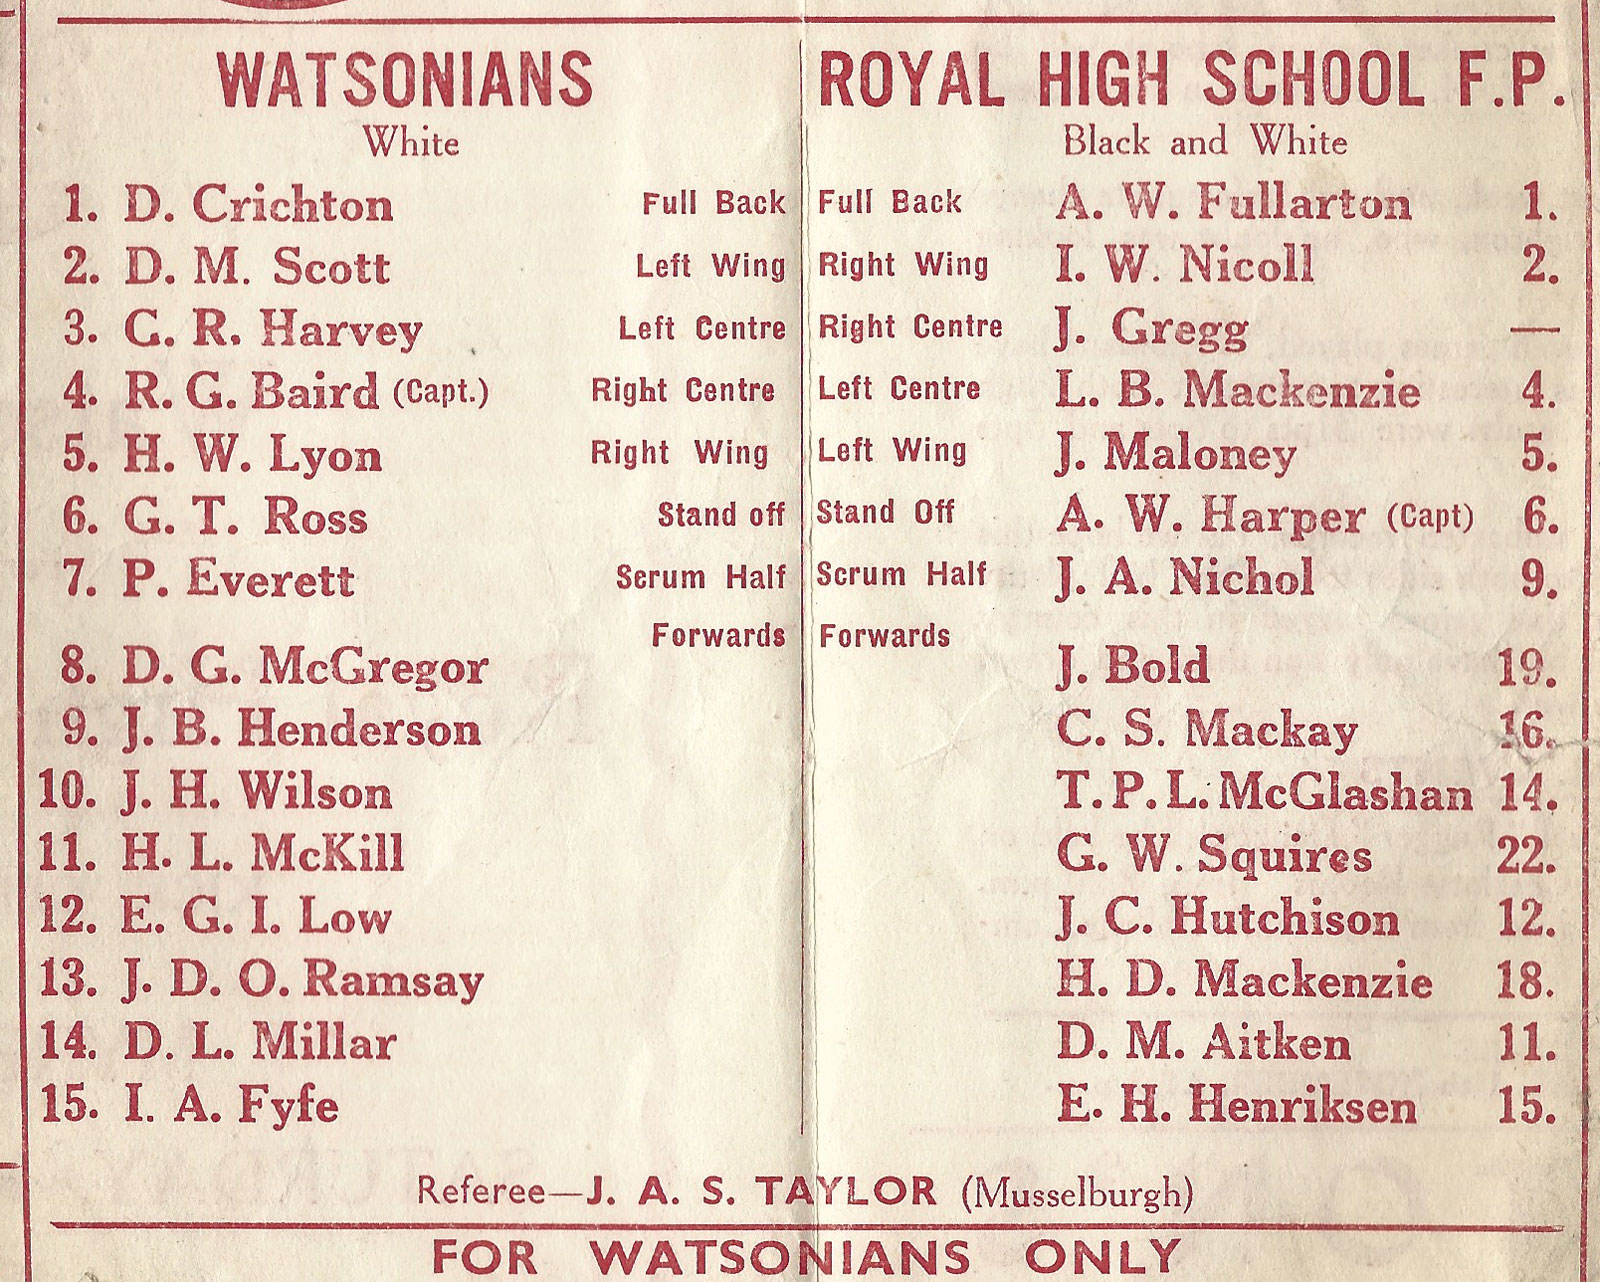 WATSONIANS ROYAL HIGH SCHOOL F.P.
White Black and White
1. D. Crichton Full Back Full Back A. W. Fullarton 1.
2. D. M. Scott Left Wing Right Wing I. W. Nicoll 2.
3. G. R. Harvey Left Centre Right Centre J. Gregg —
4. R. G. Baird (Capt.) Right Centre Left Centre L. B. Mackenzie 4.
5. H. W. Lyon Right Wing Left Wing J. Maloney 5.
6. G. T. Ross Stand off Stand Off A. W. Harper (Capt) 6.
7. P. Everett Scrum Half Scrum Half J. A. Nichol 9.
Forwards Forwards
8. D. G. McGregor J. Bold 19.
9. J. B. Henderson C. S. Mackay 16.
10. J. H. Wilson T. P. L. McGlashan 14.
11. H. L. McKill G. W. Squires 22.
12. E. G. I. Low J. C. Hutchison 12.
13. J. D. O. Ramsay H. D. Mackenzie 18.
14. D. L. Millar D. M. Aitken 11.
15. I. A. Fyfe E. H. Henriksen 15.
Referee—J. A. S. TAYLOR (Musselburgh)
FOR WATSONIANS ONLY